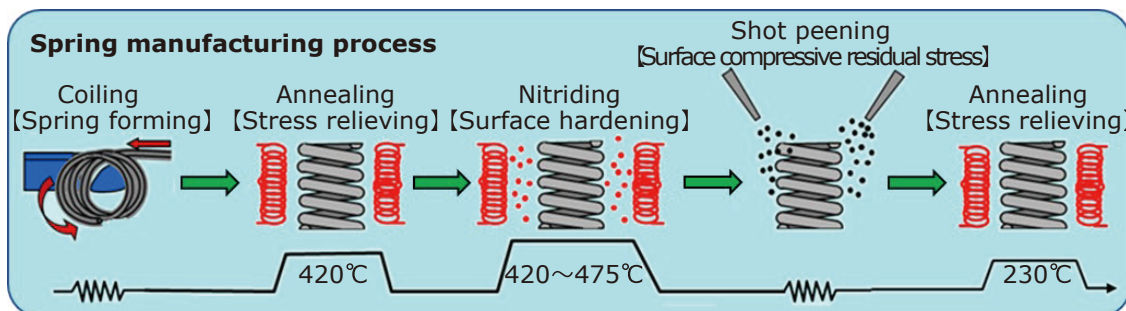 Spring manufacturing process
Coiling
【Spring forming】
Annealing
【Stress relieving】
Nitriding
【Surface hardening】
Shot peening
【Surface compressive residual stress】
Annealing
【Stress relieving】
420℃
420～475℃
230℃